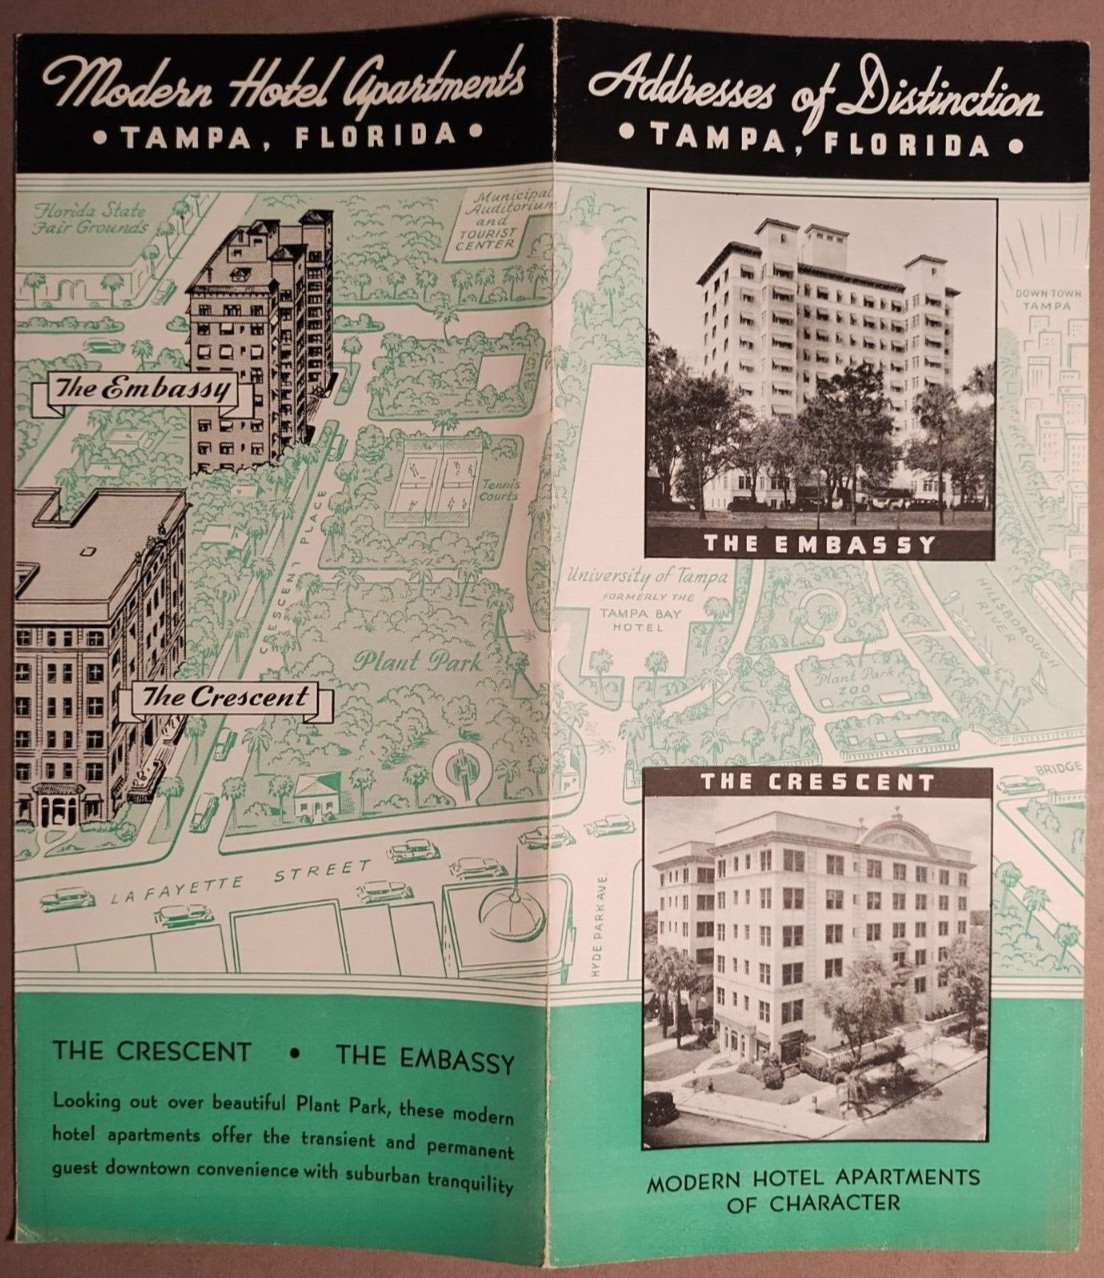 Modern Hotel Apartments
• TAMPA, FLORIDA •
Florida State
Fair Grounds
Municipal
Auditorium
and
TOURIST
CENTER
The Embassy
Tennis
Courts
CRESCENT PLACE
Plant Park
The Crescent
LA FAYETTE STREET
THE CRESCENT • THE EMBASSY
Looking out over beautiful Plant Park, these modern
hotel apartments offer the transient and permanent
guest downtown convenience with suburban tranquility
Addresses of Distinction
• TAMPA, FLORIDA •
DOWNTOWN
TAMPA
THE EMBASSY
University of Tampa
FORMERLY THE
TAMPA BAY
HOTEL
HILLSBOROUGH
RIVER
Plant Park
ZOO
BRIDGE
THE CRESCENT
HYDE PARK AVE
MODERN HOTEL APARTMENTS
OF CHARACTER